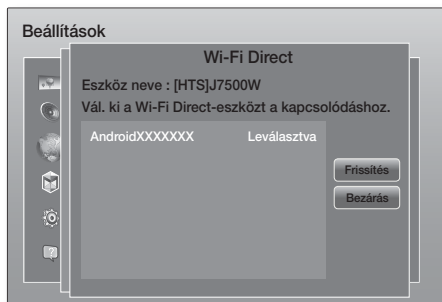 Beállítások
Wi-Fi Direct
Eszköz neve : [HTS]J7500W
Vál. ki a Wi-Fi Direct-eszközt a kapcsolódáshoz.
AndroidXXXXXXX Leválasztva
Frissítés
Bezárás
?